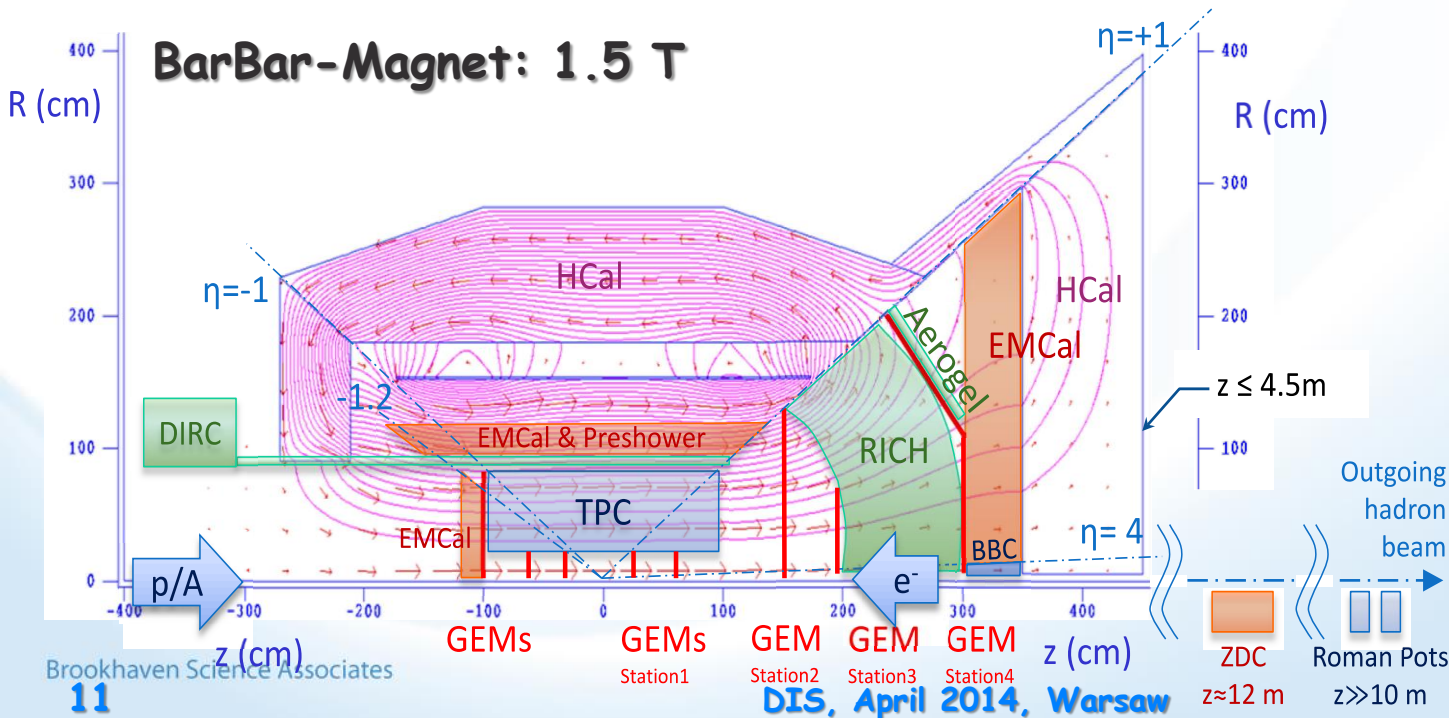 BarBar-Magnet: 1.5 T
η=+1
400
400
R (cm)
R (cm)
300
300
HCal
η=-1
HCal
200
200
Aerogel
EMCal
z ≤ 4.5m
-1.2
DIRC
EMCal & Preshower
100
RICH
100
Outgoing
hadron
beam
TPC
EMCal
η= 4
BBC
0
p/A
e-
-400
-300
-200
-100
0
100
200
300
400
z (cm)
GEMs
GEMs
Station1
GEM
Station2
GEM
Station3
GEM
Station4
z (cm)
ZDC
z≈12 m
Roman Pots
z≫10 m
Brookhaven Science Associates
11
DIS, April 2014, Warsaw